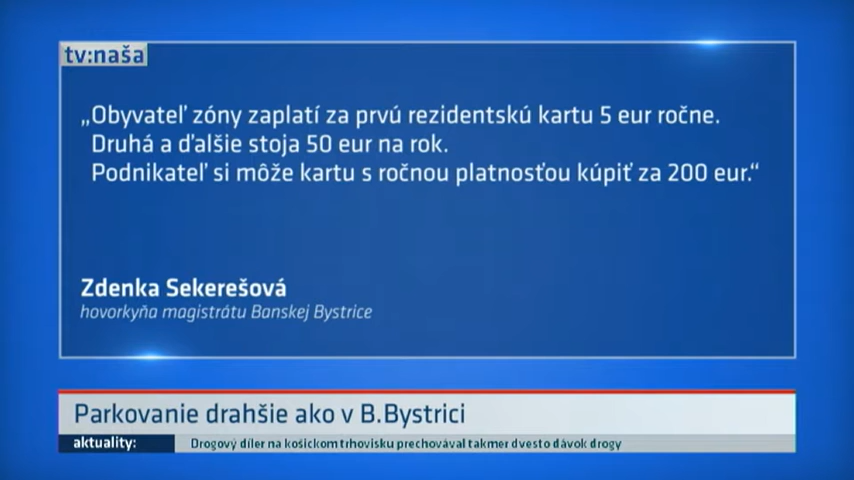 tv:naša
„Obyvateľ zóny zaplatí za prvú rezidentskú kartu 5 eur ročne.
Druhá a ďalšie stoja 50 eur na rok.
Podnikateľ si môže kartu s ročnou platnosťou kúpiť za 200 eur.“
Zdenka Sekerešová
hovorkyňa magistrátu Banskej Bystrice
Parkovanie drahšie ako v B.Bystrici
aktuality: Drogový díler na košickom trhovisku prechovával takmer dvesto dávok drogy